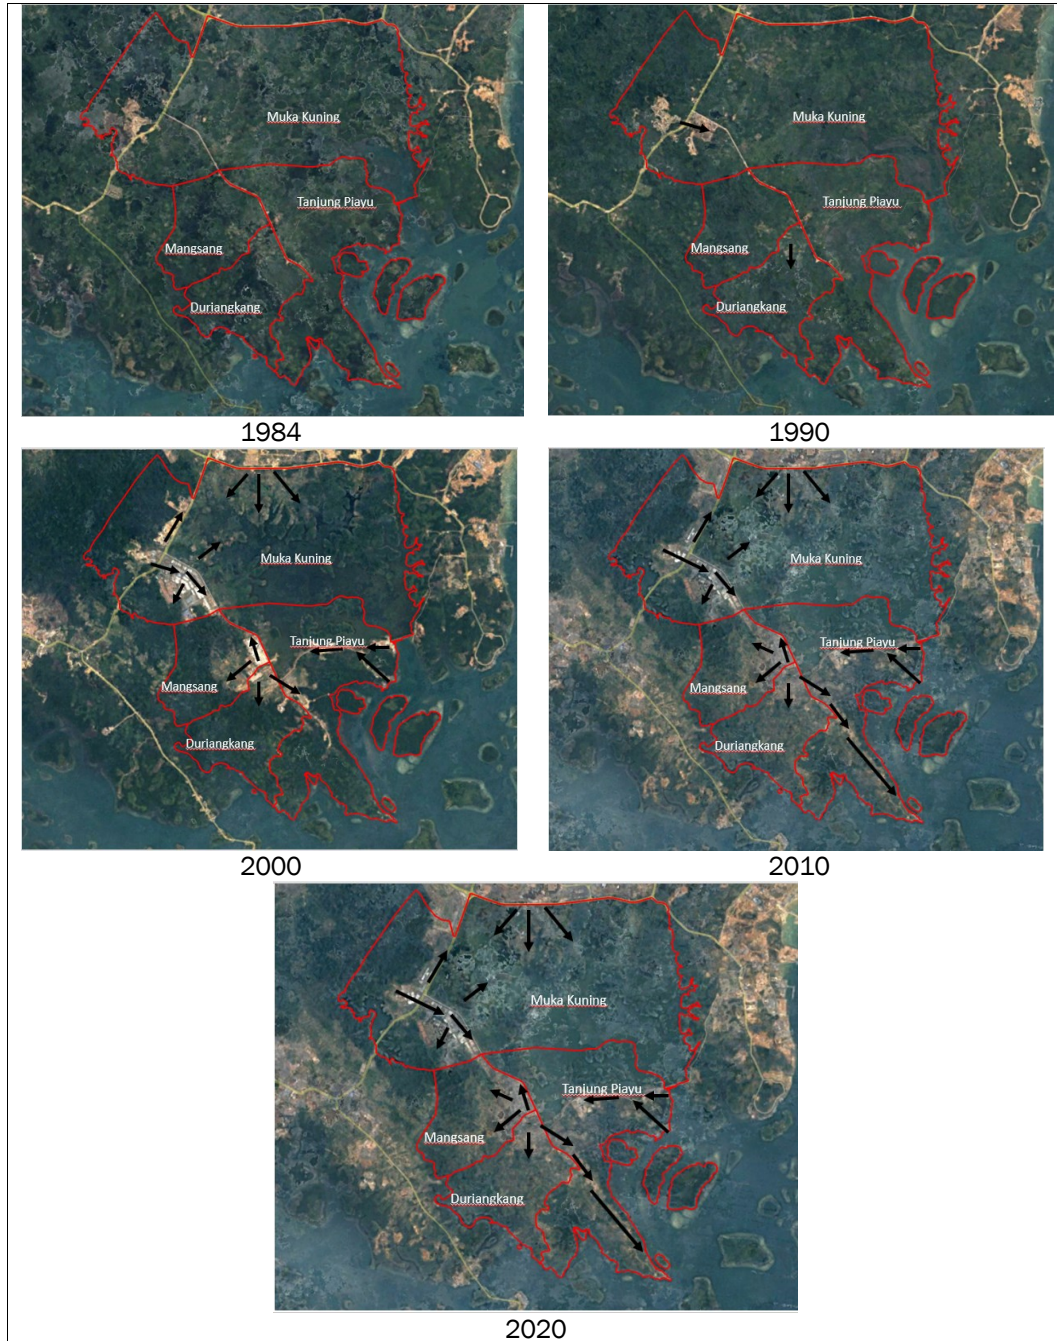 Muka Kuning
Tanjung Piayu
Mangsang
Duriangkang
1984
Muka Kuning
Tanjung Piayu
Mangsang
Duriangkang
1990
Muka Kuning
Tanjung Piayu
Mangsang
Duriangkang
2000
Muka Kuning
Tanjung Piayu
Mangsang
Duriangkang
2010
Muka Kuning
Tanjung Piayu
Mangsang
Duriangkang
2020